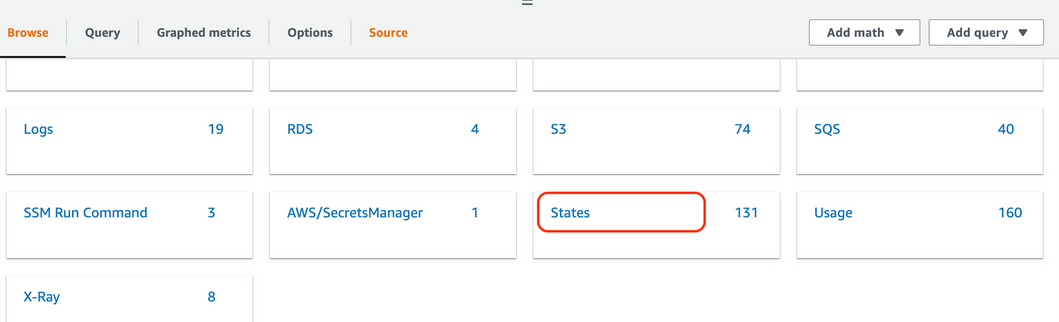 Browse Query Graphed metrics Options Source Add math Add query
Logs 19 RDS 4 S3 74 SQS 40
SSM Run Command 3 AWS/SecretsManager 1 States 131 Usage 160
X-Ray 8